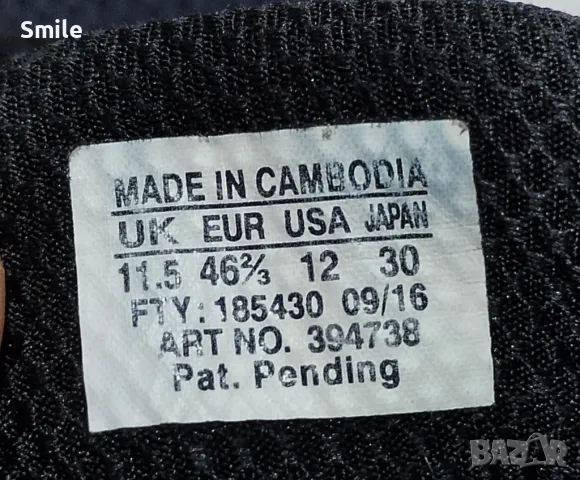 Smile
MADE IN CAMBODIA
UK EUR USA JAPAN
11.5 46⅔ 12 30
FTY: 185430 09/16
ART NO. 394738
Pat. Pending
BAZAR